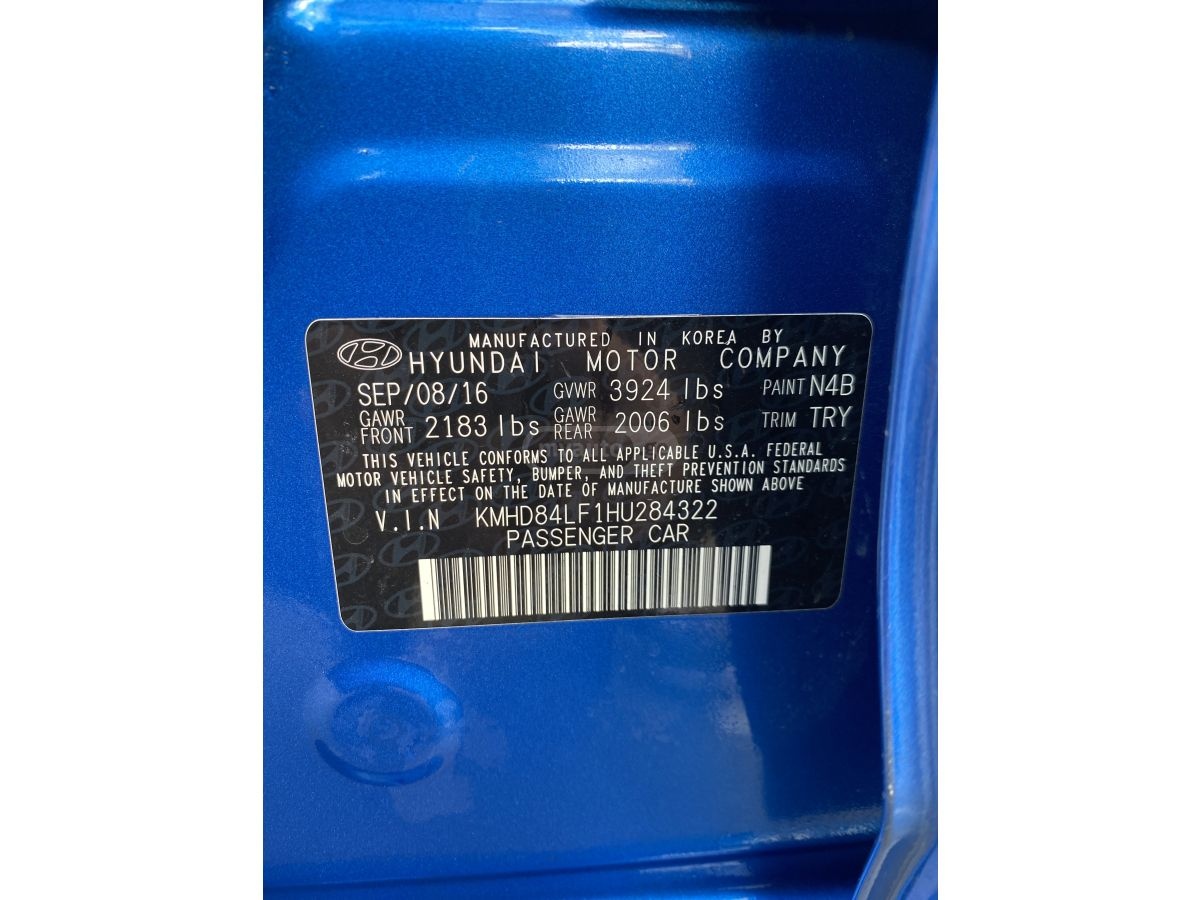 MANUFACTURED IN KOREA BY
HYUNDAI MOTOR COMPANY
SEP/08/16 GVWR 3924 lbs PAINT N4B
GAWR FRONT 2183 lbs GAWR REAR 2006 lbs TRIM TRY
THIS VEHICLE CONFORMS TO ALL APPLICABLE U.S.A. FEDERAL
MOTOR VEHICLE SAFETY, BUMPER, AND THEFT PREVENTION STANDARDS
IN EFFECT ON THE DATE OF MANUFACTURE SHOWN ABOVE
V.I.N KMHD84LF1HU284322
PASSENGER CAR